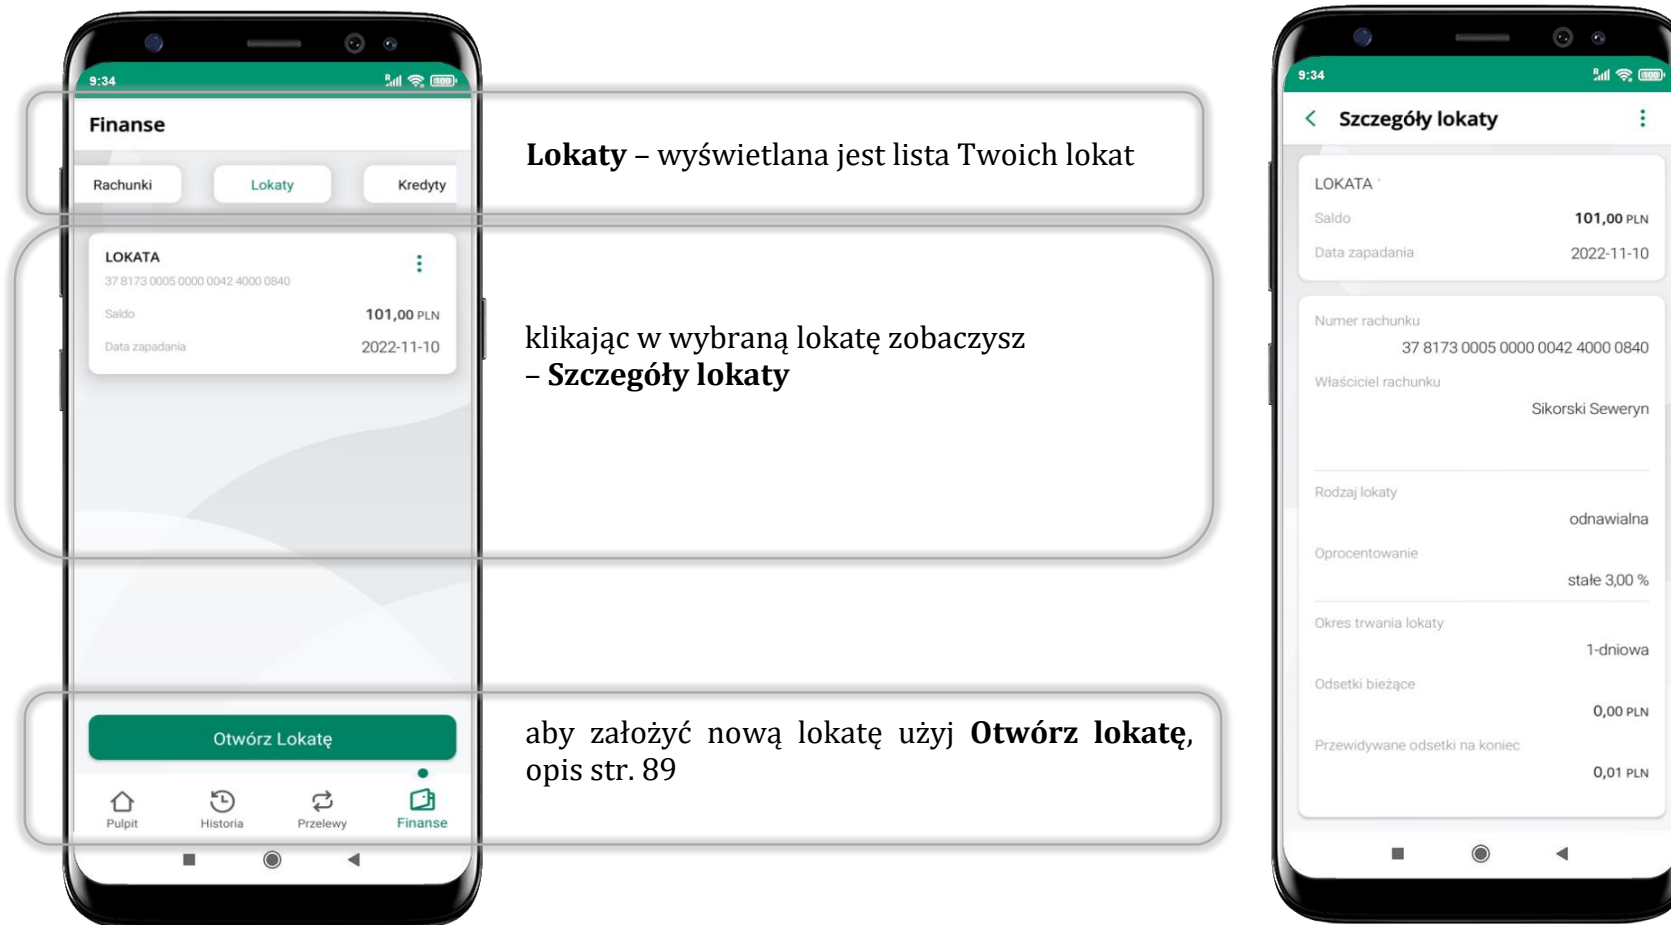 9:34
Finanse
Rachunki Lokaty Kredyty
LOKATA
37 8173 0005 0000 0042 4000 0840
Saldo 101,00 PLN
Data zapadania 2022-11-10
Otwórz Lokatę
Pulpit Historia Przelewy Finanse
Lokaty – wyświetlana jest lista Twoich lokat
klikając w wybraną lokatę zobaczysz
– Szczegóły lokaty
aby założyć nową lokatę użyj Otwórz lokatę,
opis str. 89
9:34
Szczegóły lokaty
LOKATA
Saldo 101,00 PLN
Data zapadania 2022-11-10
Numer rachunku
37 8173 0005 0000 0042 4000 0840
Właściciel rachunku
Sikorski Seweryn
Rodzaj lokaty
odnawialna
Oprocentowanie
stałe 3,00 %
Okres trwania lokaty
1-dniowa
Odsetki bieżące
0,00 PLN
Przewidywane odsetki na koniec
0,01 PLN